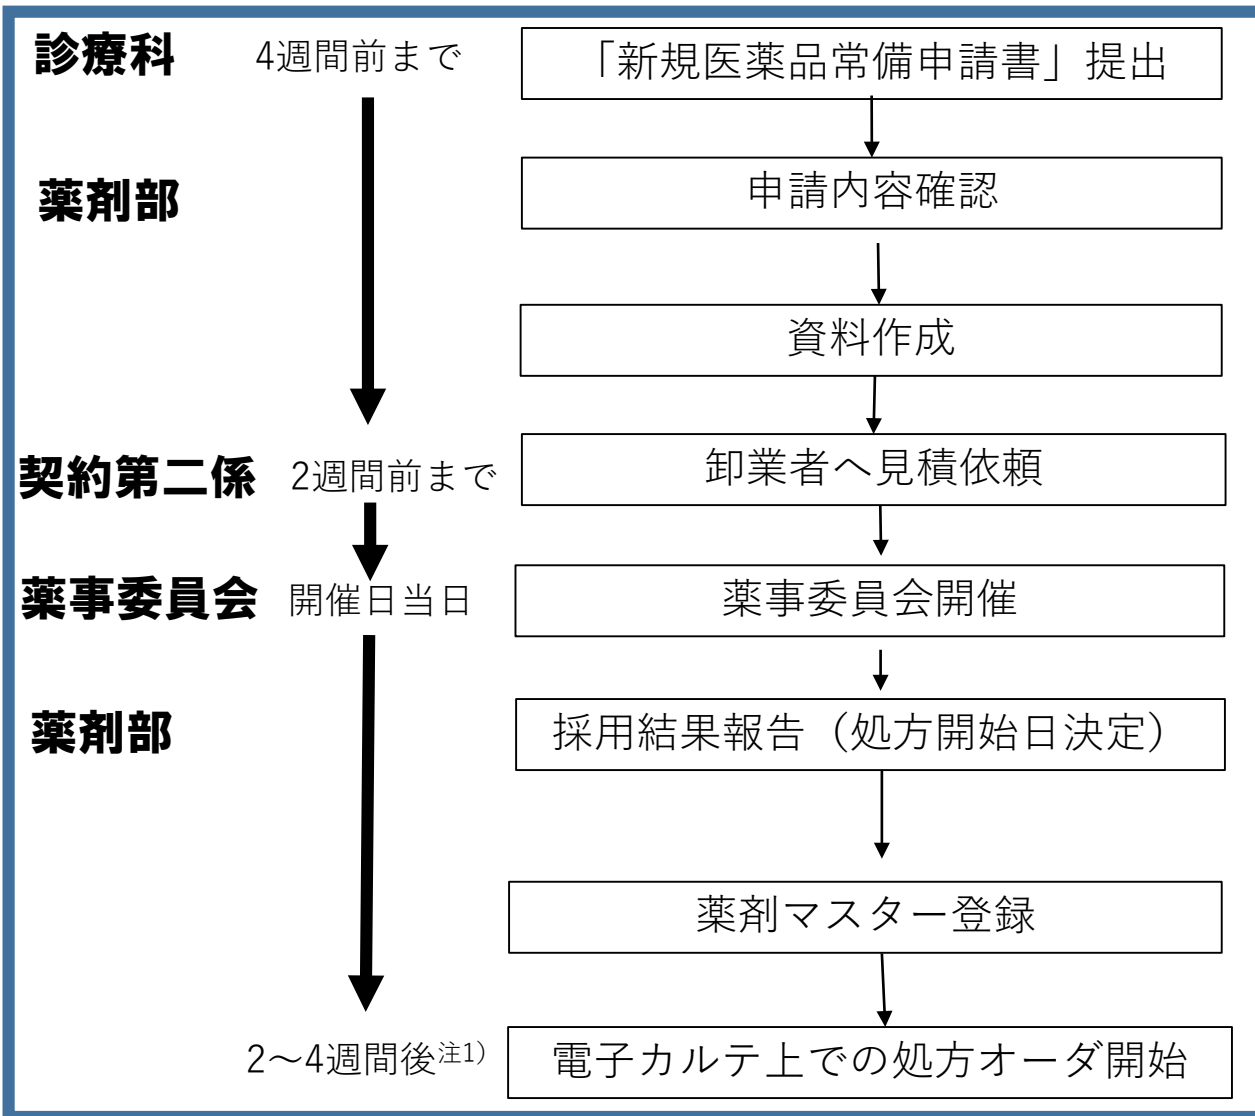 診療科 4週間前まで 「新規医薬品常備申請書」提出
薬剤部 申請内容確認
資料作成
契約第二係 2週間前まで 卸業者へ見積依頼
薬事委員会 開催日当日 薬事委員会開催
薬剤部 採用結果報告（処方開始日決定）
薬剤マスター登録
2～4週間後注1） 電子カルテ上での処方オーダ開始